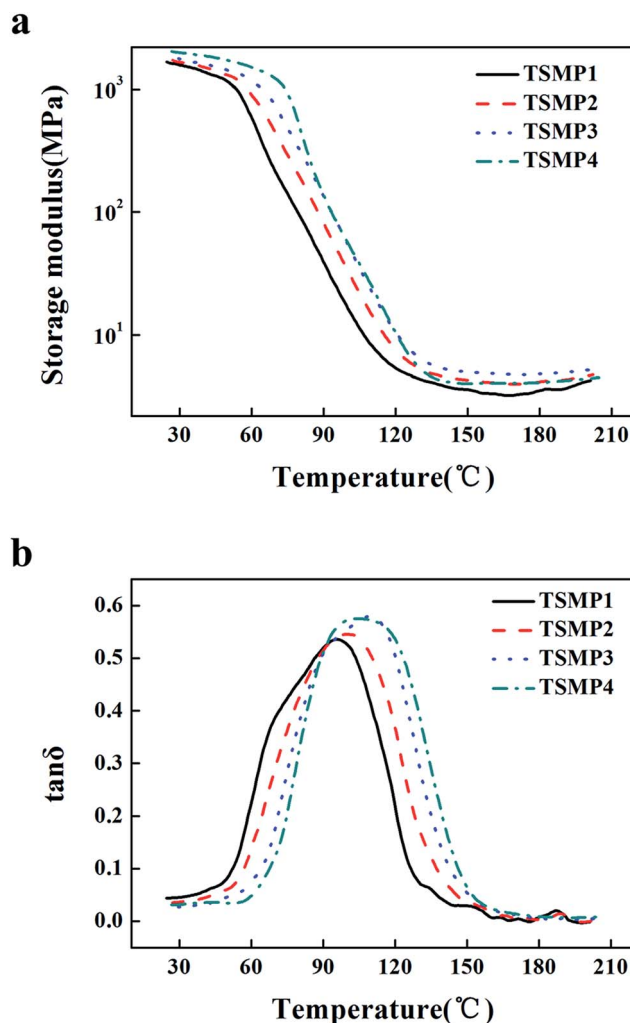 a
Storage modulus(MPa)
10³
10²
10¹
TSMP1
TSMP2
TSMP3
TSMP4
30 60 90 120 150 180 210
Temperature(℃)
b
tanδ
0.6
0.5
0.4
0.3
0.2
0.1
0.0
TSMP1
TSMP2
TSMP3
TSMP4
30 60 90 120 150 180 210
Temperature(℃)